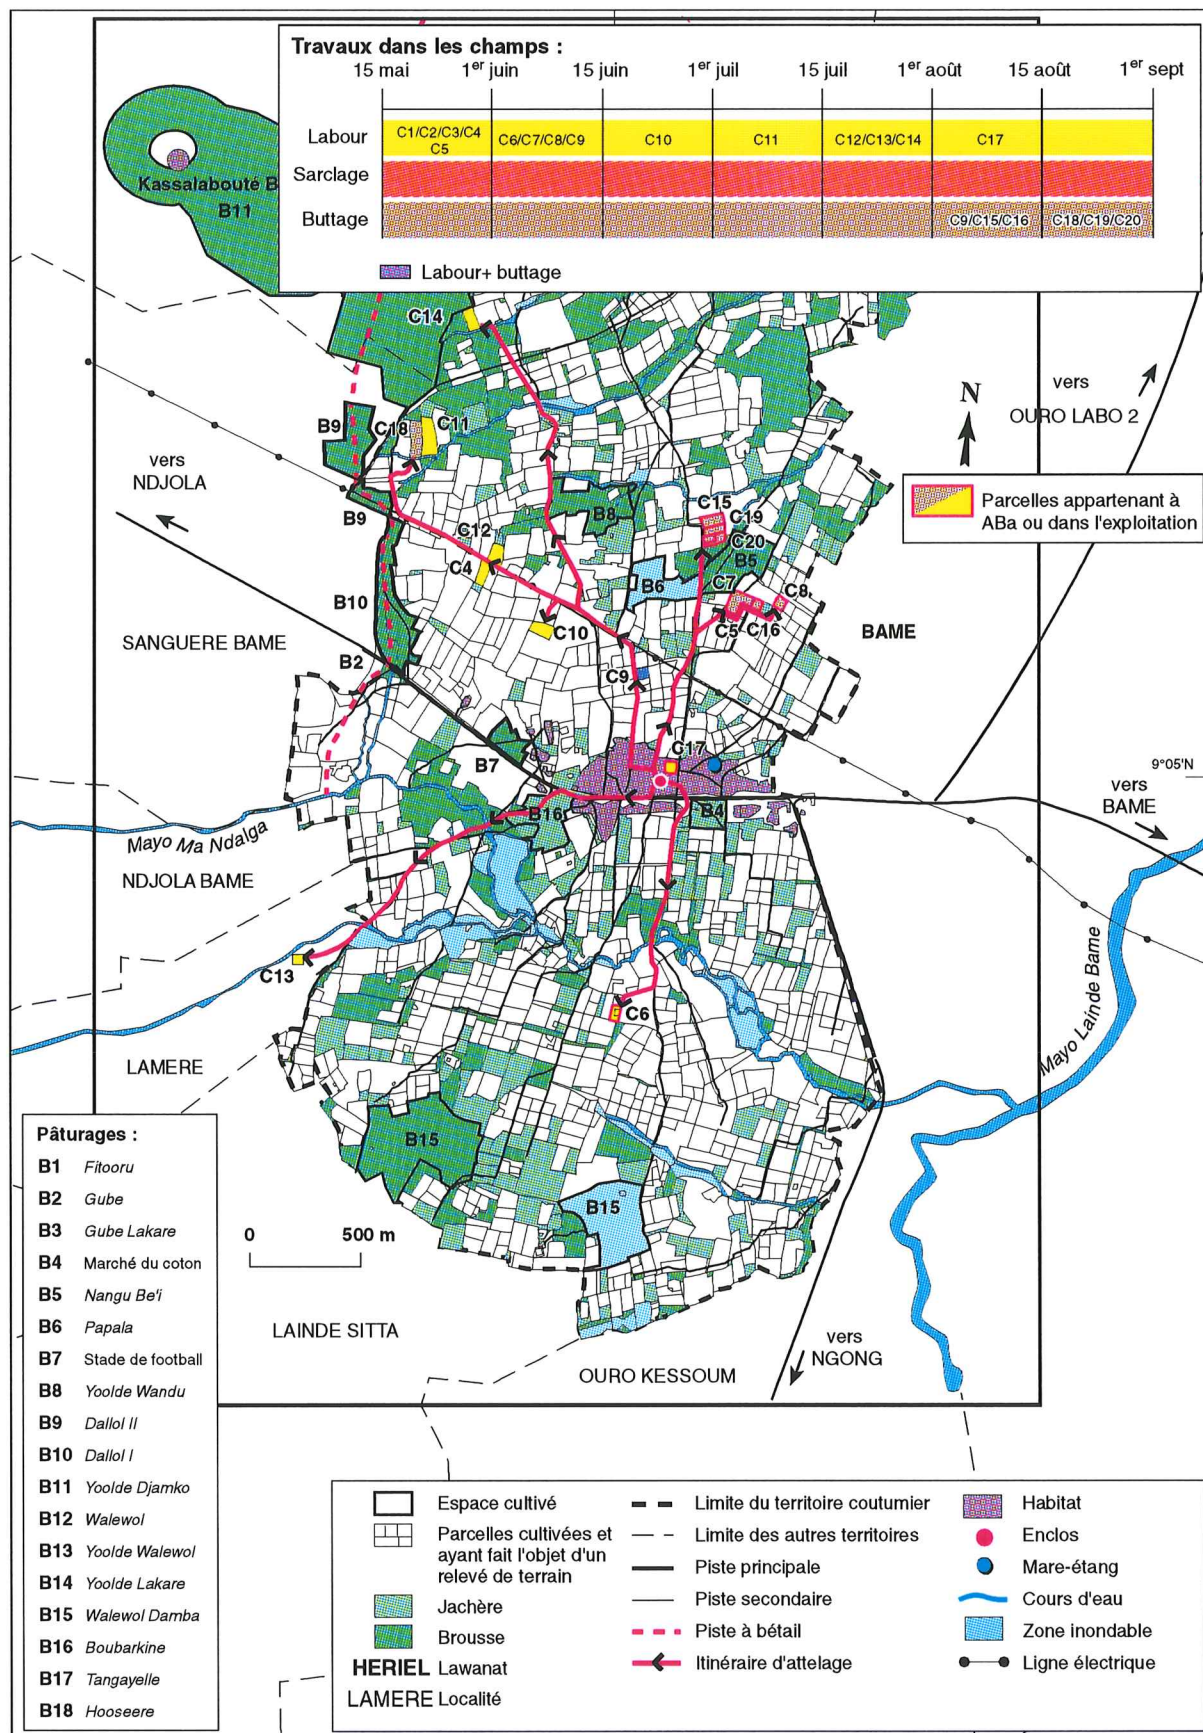 Travaux dans les champs :
15 mai 1er juin 15 juin 1er juil 15 juil 1er août 15 août 1er sept
Labour
C1/C2/C3/C4
C5
C6/C7/C8/C9
C10
C11
C12/C13/C14
C17
Sarclage
Buttage
C9/C15/C16
C18/C19/C20
Labour+ buttage
Kassalabouté B
B11
C14
B9
C18
C11
vers
NDJOLA
B9
N
vers
OURO LABO 2
Parcelles appartenant à
ABa ou dans l'exploitation
C12
B8
C15
C19
C20
B5
C4
B6
C7
C8
B10
C10
C5
C16
BAME
SANGUERE BAME
B2
C9
C17
B7
9°05'N
vers
BAME
B16
B4
Mayo Ma Ndalga
NDJOLA BAME
C13
C6
Mayo Lainde Bame
LAMERE
B15
B15
0 500 m
LAINDE SITTA
OURO KESSOUM
vers
NGONG
Pâturages :
B1 Fitooru
B2 Gube
B3 Gube Lakare
B4 Marché du coton
B5 Nangu Be'i
B6 Papala
B7 Stade de football
B8 Yoolde Wandu
B9 Dallol II
B10 Dallol I
B11 Yoolde Djamko
B12 Walewol
B13 Yoolde Walewol
B14 Yoolde Lakare
B15 Walewol Damba
B16 Boubarkine
B17 Tangayelle
B18 Hooseere
Espace cultivé
Parcelles cultivées et
ayant fait l'objet d'un
relevé de terrain
Jachère
Brousse
HERIEL Lawanat
LAMERE Localité
Limite du territoire coutumier
Limite des autres territoires
Piste principale
Piste secondaire
Piste à bétail
Itinéraire d'attelage
Habitat
Enclos
Mare-étang
Cours d'eau
Zone inondable
Ligne électrique